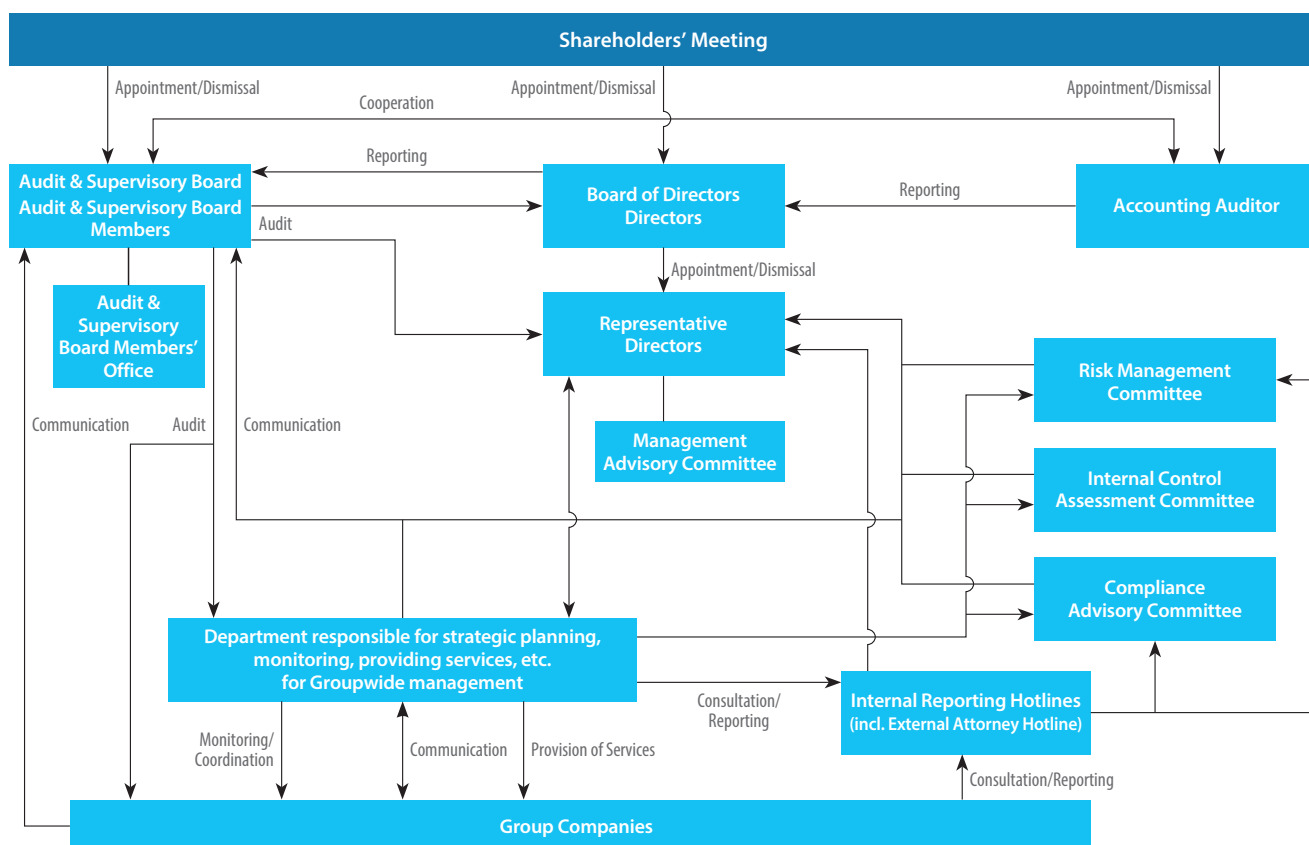 Shareholders’ Meeting
Appointment/Dismissal
Appointment/Dismissal
Appointment/Dismissal
Cooperation
Reporting
Audit & Supervisory Board
Audit & Supervisory Board
Members
Board of Directors
Directors
Reporting
Accounting Auditor
Audit
Appointment/Dismissal
Audit &
Supervisory
Board Members’
Office
Representative
Directors
Risk Management
Committee
Communication
Audit
Communication
Management
Advisory Committee
Internal Control
Assessment Committee
Compliance
Advisory Committee
Department responsible for strategic planning,
monitoring, providing services, etc.
for Groupwide management
Consultation/
Reporting
Internal Reporting Hotlines
(incl. External Attorney Hotline)
Monitoring/
Coordination
Communication
Provision of Services
Consultation/Reporting
Group Companies